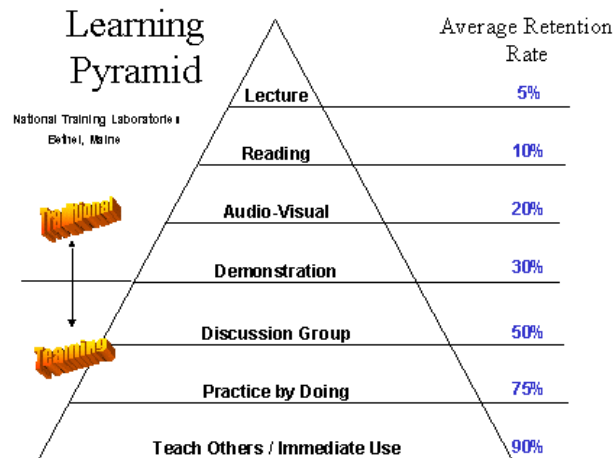 Learning
Pyramid
Average Retention
Rate
National Training Laboratories
Bethel, Maine
Lecture 5%
Reading 10%
Traditional
Audio-Visual 20%
Demonstration 30%
Discussion Group 50%
Teaming
Practice by Doing 75%
Teach Others / Immediate Use 90%